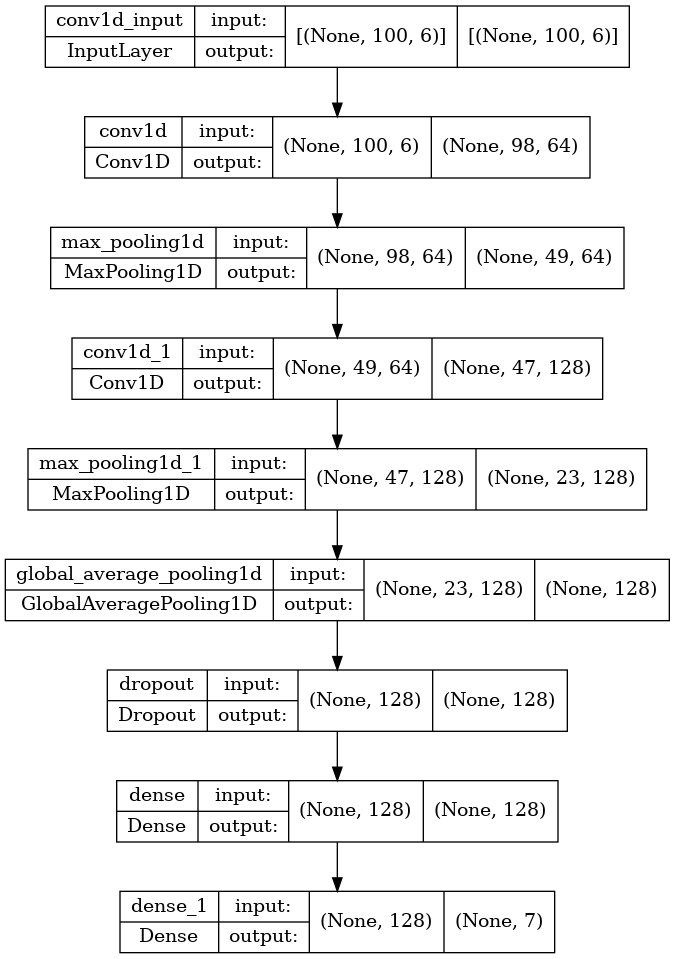 conv1d_input input: [(None, 100, 6)] [(None, 100, 6)]
InputLayer output:
conv1d input: (None, 100, 6) (None, 98, 64)
Conv1D output:
max_pooling1d input: (None, 98, 64) (None, 49, 64)
MaxPooling1D output:
conv1d_1 input: (None, 49, 64) (None, 47, 128)
Conv1D output:
max_pooling1d_1 input: (None, 47, 128) (None, 23, 128)
MaxPooling1D output:
global_average_pooling1d input: (None, 23, 128) (None, 128)
GlobalAveragePooling1D output:
dropout input: (None, 128) (None, 128)
Dropout output:
dense input: (None, 128) (None, 128)
Dense output:
dense_1 input: (None, 128) (None, 7)
Dense output: